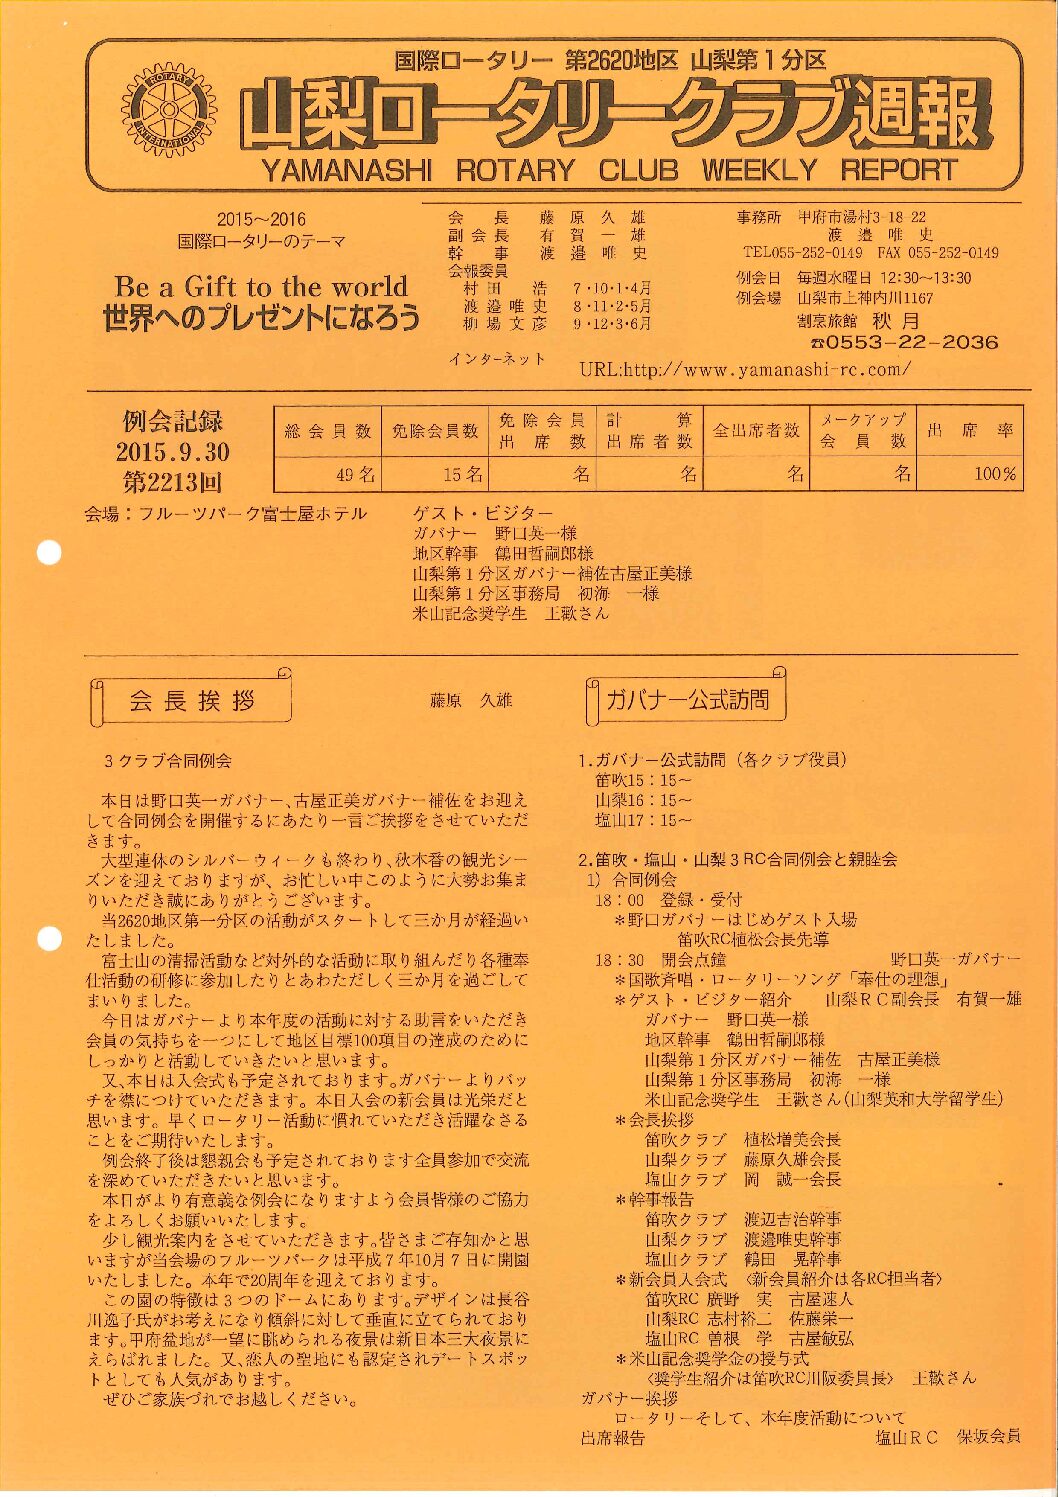 国際ロータリー 第2620地区 山梨第1分区
山梨ロータリークラブ週報
YAMANASHI ROTARY CLUB WEEKLY REPORT
ROTARY INTERNATIONAL
2015～2016
国際ロータリーのテーマ
Be a Gift to the world
世界へのプレゼントになろう
会長 藤原久雄
副会長 有賀一雄
幹事 渡邉唯史
会報委員
村田 浩 7・10・1・4月
渡邉唯史 8・11・2・5月
柳場文彦 9・12・3・6月
インターネット URL:http://www.yamanashi-rc.com/
事務所 甲府市湯村3-18-22
渡邉唯史
TEL055-252-0149 FAX 055-252-0149
例会日 毎週水曜日 12:30～13:30
例会場 山梨市上神内川1167
割烹旅館 秋月
☎0553-22-2036
例会記録
2015.9.30
第2213回
総会員数 免除会員数 免除会員出席数 計算出席者数 全出席者数 メークアップ会員数 出席率
49名 15名 名 名 名 名 100%
会場：フルーツパーク富士屋ホテル
ゲスト・ビジター
ガバナー 野口英一様
地区幹事 鶴田哲嗣郎様
山梨第1分区ガバナー補佐古屋正美様
山梨第1分区事務局 初海 一様
米山記念奨学生 王歡さん
会長挨拶 藤原 久雄
3クラブ合同例会
本日は野口英一ガバナー、古屋正美ガバナー補佐をお迎え
して合同例会を開催するにあたり一言ご挨拶をさせていただ
きます。
大型連休のシルバーウィークも終わり、秋本番の観光シー
ズンを迎えておりますが、お忙しい中このように大勢お集ま
りいただき誠にありがとうございます。
当2620地区第一分区の活動がスタートして三か月が経過い
たしました。
富士山の清掃活動など対外的な活動に取り組んだり各種奉
仕活動の研修に参加したりとあわただしく三か月を過ごして
まいりました。
今日はガバナーより本年度の活動に対する助言をいただき
会員の気持ちを一つにして地区目標100項目の達成のために
しっかりと活動していきたいと思います。
又、本日は入会式も予定されております。ガバナーよりバッ
チを襟につけていただきます。本日入会の新会員は光栄だと
思います。早くロータリー活動に慣れていただき活躍なさる
ことをご期待いたします。
例会終了後は懇親会も予定されております全員参加で交流
を深めていただきたいと思います。
本日がより有意義な例会になりますよう会員皆様のご協力
をよろしくお願いいたします。
少し観光案内をさせていただきます。皆さまご存知かと思
いますが当会場のフルーツパークは平成7年10月7日に開園
いたしました。本年で20周年を迎えております。
この園の特徴は3つのドームにあります。デザインは長谷
川逸子氏がお考えになり傾斜に対して垂直に立てられており
ます。甲府盆地が一望に眺められる夜景は新日本三大夜景に
えらばれました。又、恋人の聖地にも認定されデートスポッ
トとしても人気があります。
ぜひご家族づれでお越しください。
ガバナー公式訪問
1.ガバナー公式訪問（各クラブ役員）
笛吹15：15～
山梨16：15～
塩山17：15～
2.笛吹・塩山・山梨3RC合同例会と親睦会
1）合同例会
18：00 登録・受付
＊野口ガバナーはじめゲスト入場
笛吹RC植松会長先導
18：30 開会点鐘 野口英一ガバナー
＊国歌斉唱・ロータリーソング「奉仕の理想」
＊ゲスト・ビジター紹介 山梨RC副会長 有賀一雄
ガバナー 野口英一様
地区幹事 鶴田哲嗣郎様
山梨第1分区ガバナー補佐 古屋正美様
山梨第1分区事務局 初海 一様
米山記念奨学生 王歡さん(山梨英和大学留学生)
＊会長挨拶
笛吹クラブ 植松増美会長
山梨クラブ 藤原久雄会長
塩山クラブ 岡 誠一会長
＊幹事報告
笛吹クラブ 渡辺吉治幹事
山梨クラブ 渡邉唯史幹事
塩山クラブ 鶴田 晃幹事
＊新会員入会式 〈新会員紹介は各RC担当者〉
笛吹RC 廣野 実 古屋速人
山梨RC 志村裕二 佐藤栄一
塩山RC 曽根 学 古屋敏弘
＊米山記念奨学金の授与式
〈奨学生紹介は笛吹RC川阪委員長〉 王歡さん
ガバナー挨拶
ロータリーそして、本年度活動について
出席報告 塩山RC 保坂会員